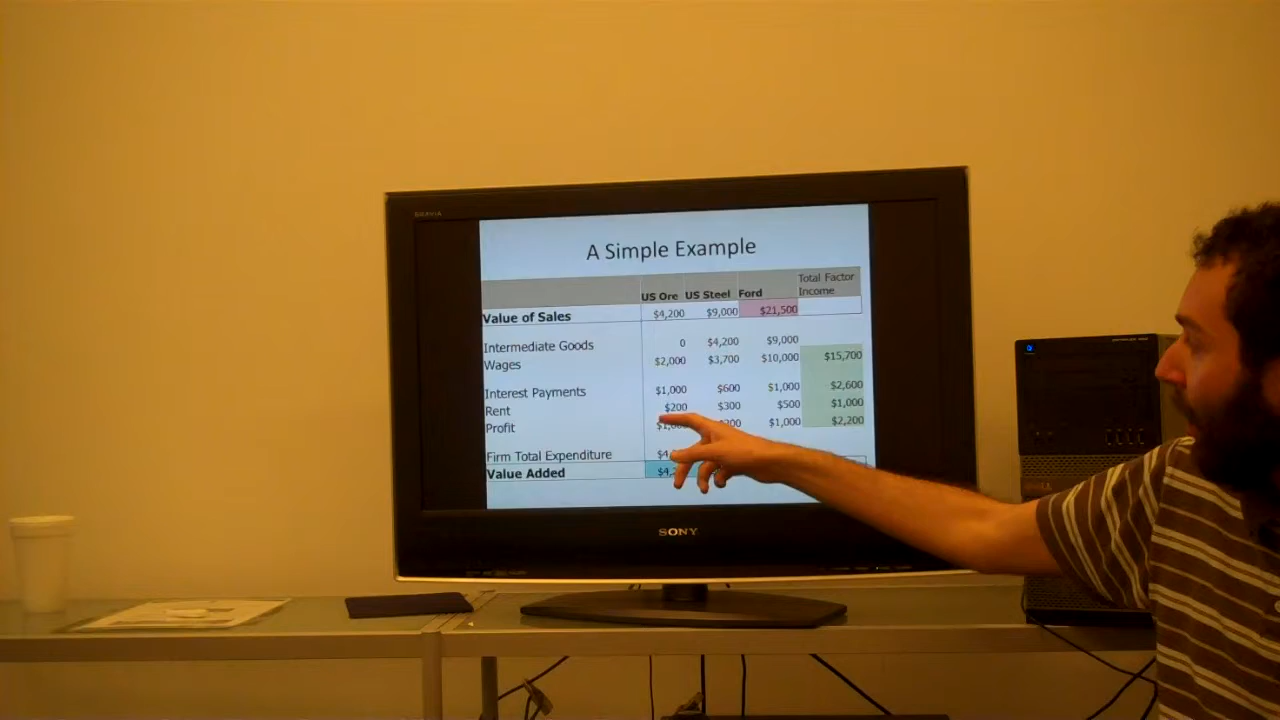 BRAVIA
A Simple Example
Total Factor
US Ore US Steel Ford Income
Value of Sales $4,200 $9,000 $21,500
Intermediate Goods 0 $4,200 $9,000
Wages $2,000 $3,700 $10,000 $15,700
Interest Payments $1,000 $600 $1,000 $2,600
Rent $200 $300 $500 $1,000
Profit $1,000 $1,000 $2,200
Firm Total Expenditure
Value Added
SONY